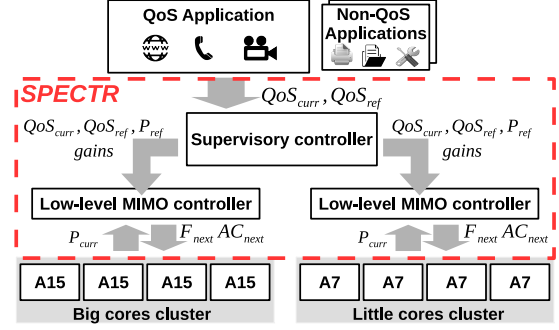 QoS Application
Non-QoS
Applications
SPECTR
QoS_curr, QoS_ref
QoS_curr, QoS_ref, P_ref
gains
Supervisory controller
QoS_curr, QoS_ref, P_ref
gains
Low-level MIMO controller
Low-level MIMO controller
P_curr
F_next AC_next
P_curr
F_next AC_next
A15 A15 A15 A15
A7 A7 A7 A7
Big cores cluster
Little cores cluster